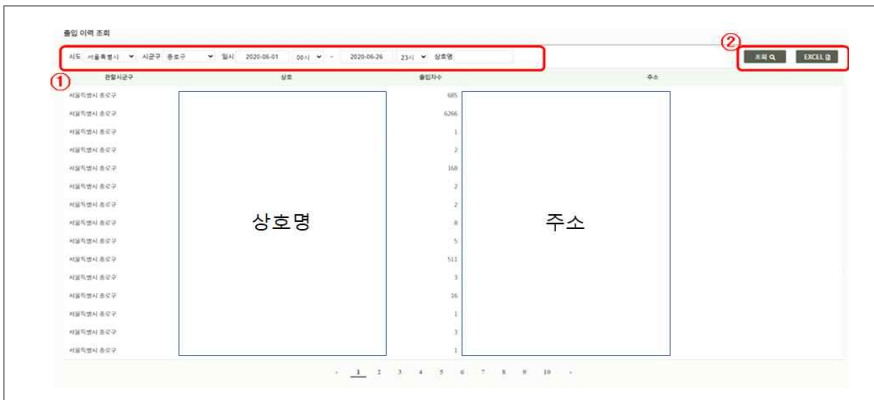 출입 이력 조회
②
시도 서울특별시 시군구 종로구 일시 2020-06-01 00시 - 2020-06-26 23시 상호명 조회 EXCEL
①
관할시군구 상호 출입자수 주소
서울특별시 종로구 685
서울특별시 종로구 6266
서울특별시 종로구 1
서울특별시 종로구 2
서울특별시 종로구 168
서울특별시 종로구 2
서울특별시 종로구 2
서울특별시 종로구 8
상호명 주소
서울특별시 종로구 5
서울특별시 종로구 511
서울특별시 종로구 3
서울특별시 종로구 16
서울특별시 종로구 1
서울특별시 종로구 3
서울특별시 종로구 1
‹ 1 2 3 4 5 6 7 8 9 10 ›